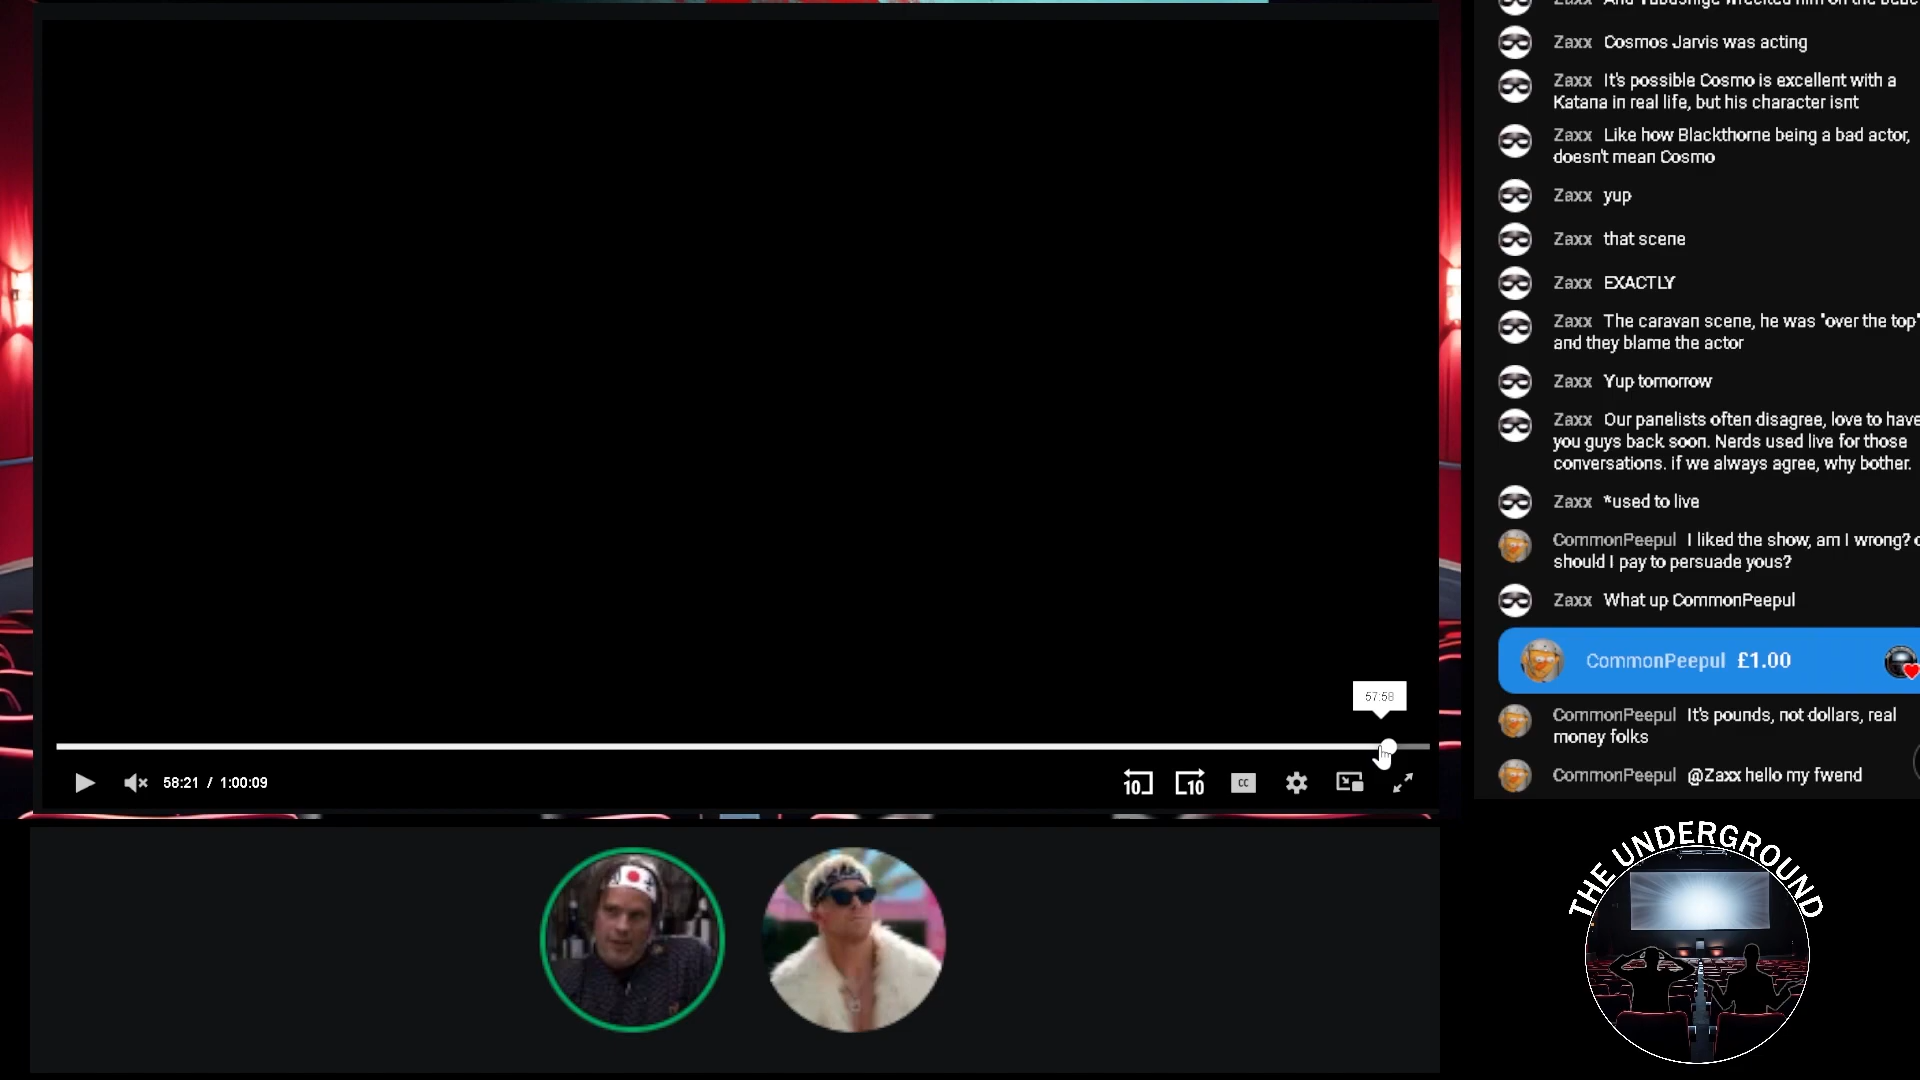 Zaxx Cosmos Jarvis was acting
Zaxx It's possible Cosmo is excellent with a
Katana in real life, but his character isnt
Zaxx Like how Blackthorne being a bad actor,
doesn't mean Cosmo
Zaxx yup
Zaxx that scene
Zaxx EXACTLY
Zaxx The caravan scene, he was "over the top"
and they blame the actor
Zaxx Yup tomorrow
Zaxx Our panelists often disagree, love to have
you guys back soon. Nerds used live for those
conversations. if we always agree, why bother.
Zaxx *used to live
CommonPeepul I liked the show, am I wrong?
should I pay to persuade yous?
Zaxx What up CommonPeepul
CommonPeepul £1.00
CommonPeepul It's pounds, not dollars, real
money folks
CommonPeepul @Zaxx hello my fwend
57:58
58:21 / 1:00:09
10
10
CC
THE UNDERGROUND